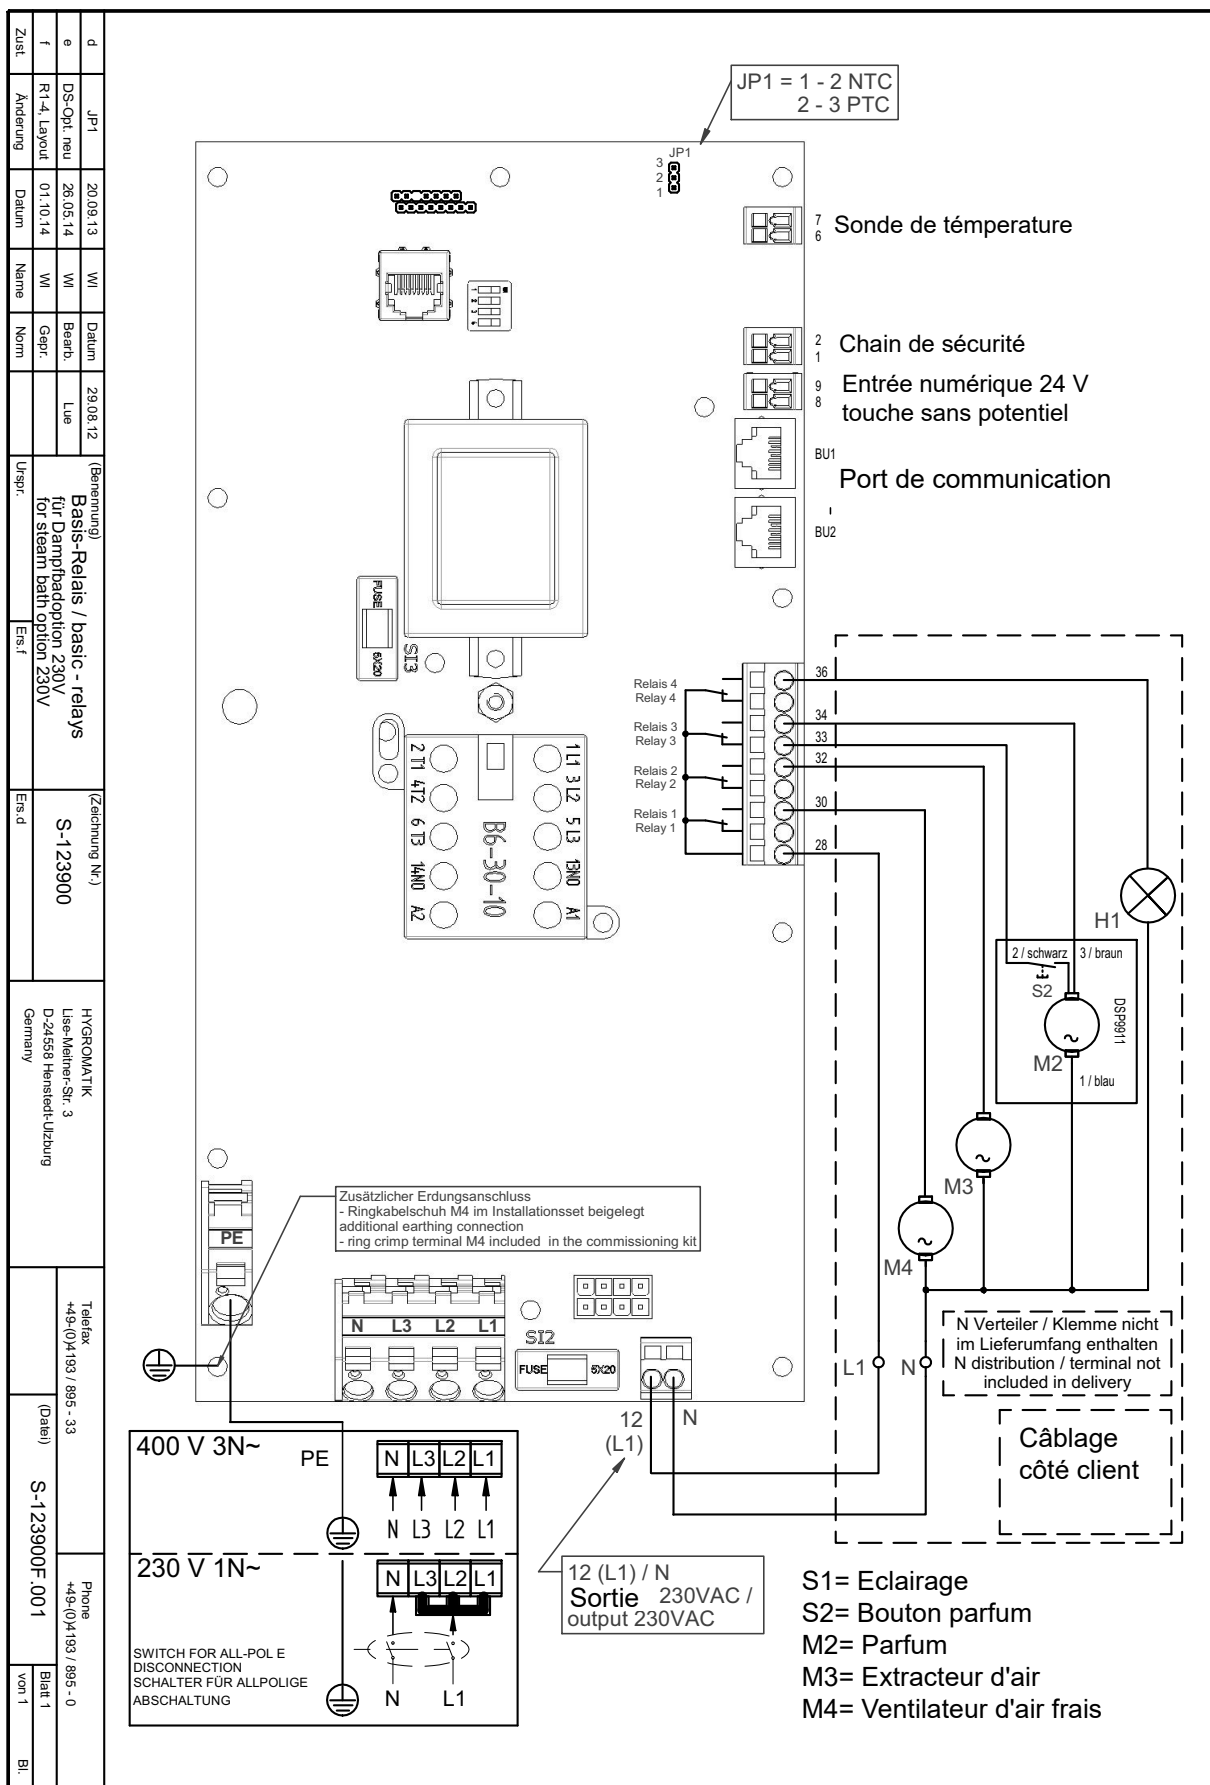 JP1 = 1 - 2 NTC
2 - 3 PTC
JP1
3
2
1
7
6
Sonde de témperature
2
1
Chain de sécurité
9
8
Entrée numérique 24 V
touche sans potentiel
BU1
Port de communication
BU2
FUSE
5X20
SI3
Relais 4
Relay 4
Relais 3
Relay 3
Relais 2
Relay 2
Relais 1
Relay 1
36
34
33
32
30
28
2 T1 4T2 6 T3 14NO A2
B6-30-10
1 L1 3 L2 5 L3 13NO A1
H1
2 / schwarz
3 / braun
S2
DSP9911
M2
1 / blau
M3
M4
PE
Zusätzlicher Erdungsanschluss
- Ringkabelschuh M4 im Installationsset beigelegt
additional earthing connection
- ring crimp terminal M4 included in the commissioning kit
N L3 L2 L1
SI2
FUSE
5X20
12
(L1)
N
L1
N
N Verteiler / Klemme nicht
im Lieferumfang enthalten
N distribution / terminal not
included in delivery
Câblage
côté client
400 V 3N~
PE
N L3 L2 L1
N L3 L2 L1
230 V 1N~
N L3 L2 L1
SWITCH FOR ALL-POL E
DISCONNECTION
SCHALTER FÜR ALLPOLIGE
ABSCHALTUNG
N
L1
12 (L1) / N
Sortie 230VAC /
output 230VAC
S1= Eclairage
S2= Bouton parfum
M2= Parfum
M3= Extracteur d'air
M4= Ventilateur d'air frais
d JP1 20.09.13 WI Datum 29.08.12
e DS-Opt. neu 26.05.14 WI Bearb. Lue
f R1-4, Layout 01.10.14 WI Gepr.
Zust. Änderung Datum Name Norm
(Benennung)
Basis-Relais / basic - relays
für Dampfbadoption 230V
for steam bath option 230V
Urspr.
Ers.f
(Zeichnung Nr.)
S-123900
Ers.d
HYGROMATIK
Lise-Meitner-Str. 3
D-24558 Henstedt-Ulzburg
Germany
Telefax
+49-(0)4193 / 895 - 33
Phone
+49-(0)4193 / 895 - 0
(Datei)
S-123900F.001
Blatt 1
von 1 Bl.